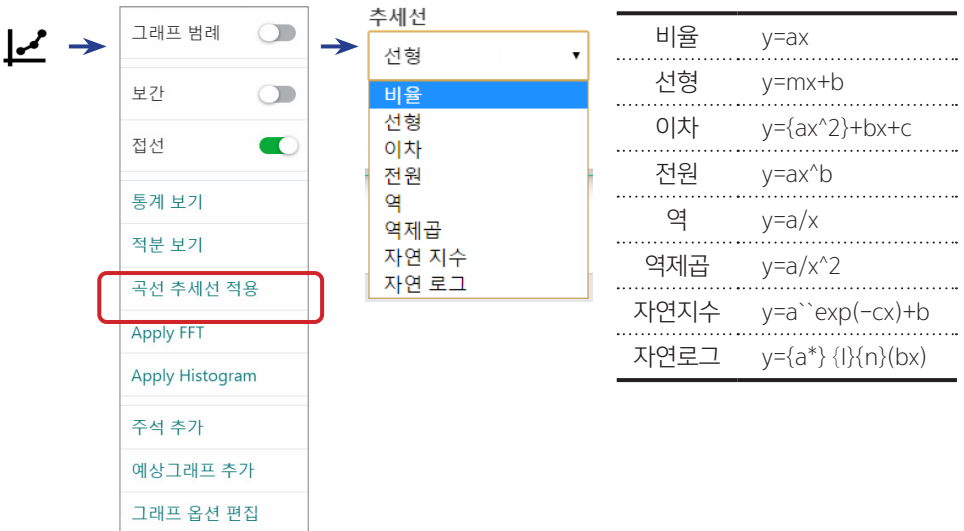 그래프 범례
보간
접선
통계 보기
적분 보기
곡선 추세선 적용
Apply FFT
Apply Histogram
주석 추가
예상그래프 추가
그래프 옵션 편집
추세선
선형
비율
선형
이차
전원
역
역제곱
자연 지수
자연 로그
비율 y=ax
선형 y=mx+b
이차 y={ax^2}+bx+c
전원 y=ax^b
역 y=a/x
역제곱 y=a/x^2
자연지수 y=a``exp(-cx)+b
자연로그 y={a*} {l}{n}(bx)